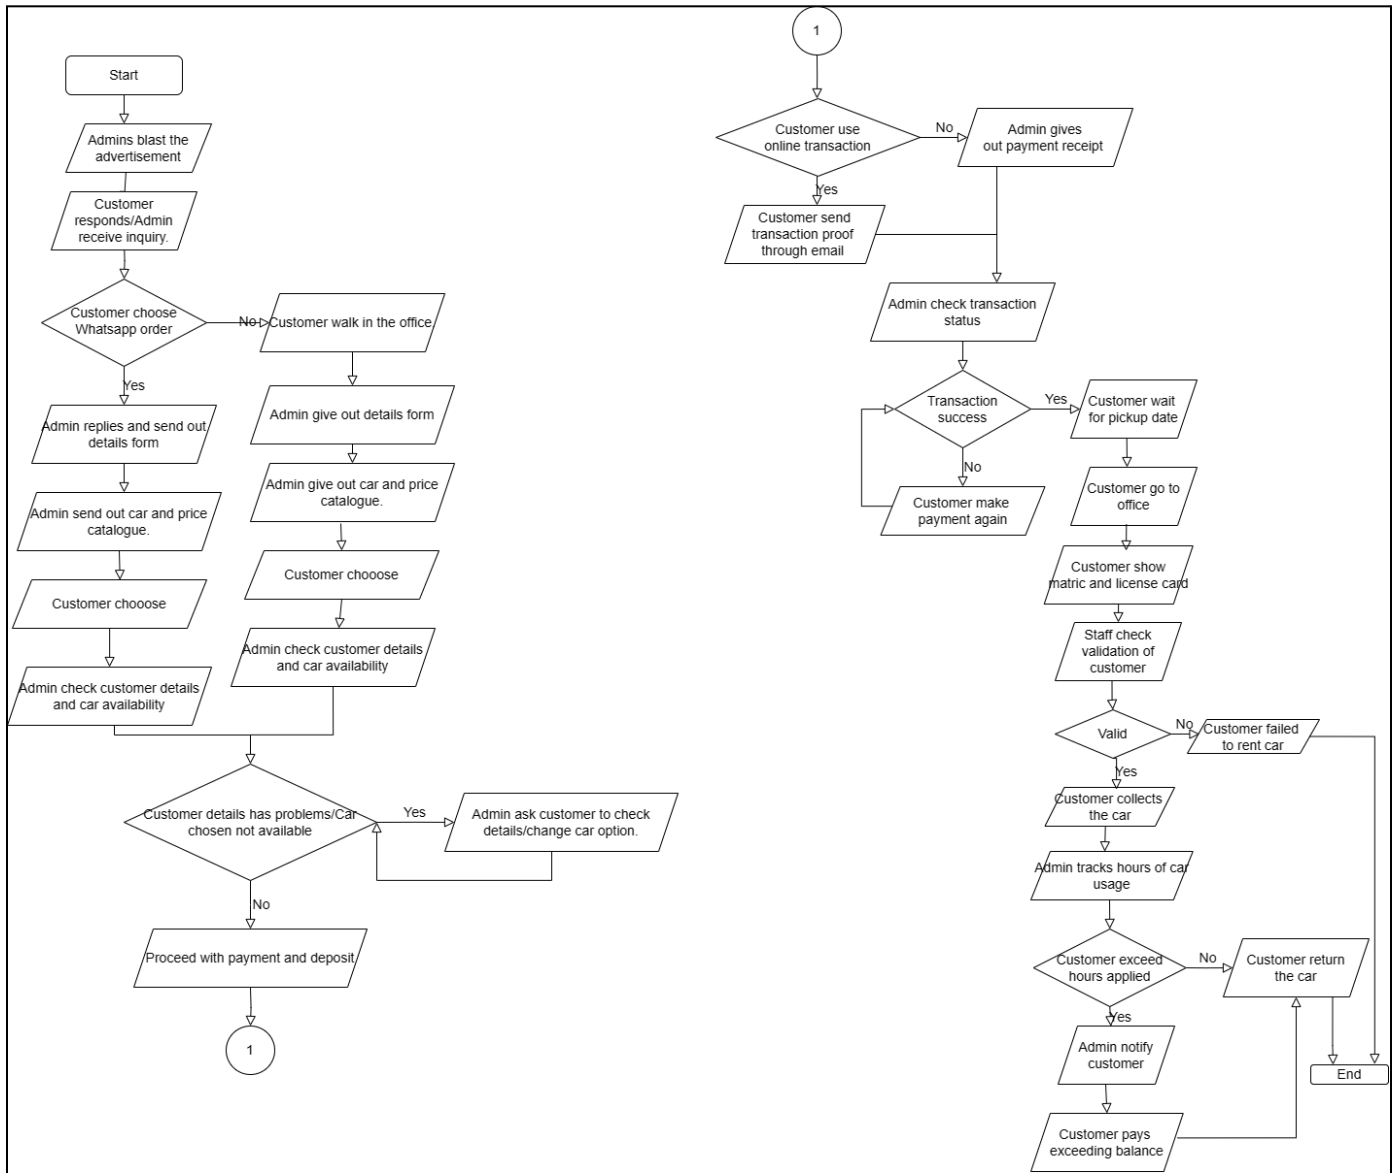 Start
Admins blast the
advertisement
Customer
responds/Admin
receive inquiry.
Customer choose
Whatsapp order
No
Customer walk in the office
Yes
Admin replies and send out
details form
Admin give out details form
Admin send out car and price
catalogue.
Admin give out car and price
catalogue.
Customer chooose
Customer chooose
Admin check customer details
and car availability
Admin check customer details
and car availability
Customer details has problems/Car
chosen not available
Yes
Admin ask customer to check
details/change car option.
No
Proceed with payment and deposit
1
1
Customer use
online transaction
No
Admin gives
out payment receipt
Yes
Customer send
transaction proof
through email
Admin check transaction
status
Transaction
success
Yes
Customer wait
for pickup date
No
Customer make
payment again
Customer go to
office
Customer show
matric and license card
Staff check
validation of
customer
Valid
No
Customer failed
to rent car
Yes
Customer collects
the car
Admin tracks hours of car
usage
Customer exceed
hours applied
No
Customer return
the car
Yes
Admin notify
customer
End
Customer pays
exceeding balance